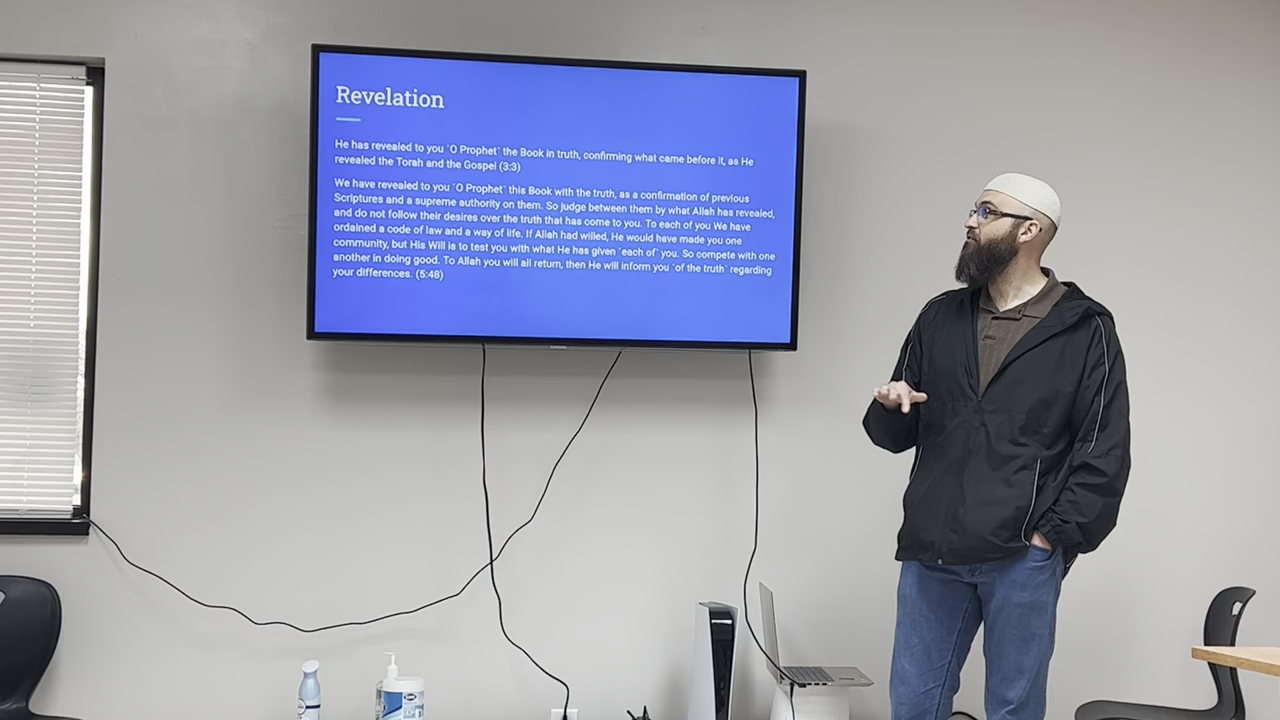 Revelation
He has revealed to you `O Prophet` the Book in truth, confirming what came before it, as He
revealed the Torah and the Gospel (3:3)
We have revealed to you `O Prophet` this Book with the truth, as a confirmation of previous
Scriptures and a supreme authority on them. So judge between them by what Allah has revealed,
and do not follow their desires over the truth that has come to you. To each of you We have
ordained a code of law and a way of life. If Allah had willed, He would have made you one
community, but His Will is to test you with what He has given `each of` you. So compete with one
another in doing good. To Allah you will all return, then He will inform you `of the truth` regarding
your differences. (5:48)